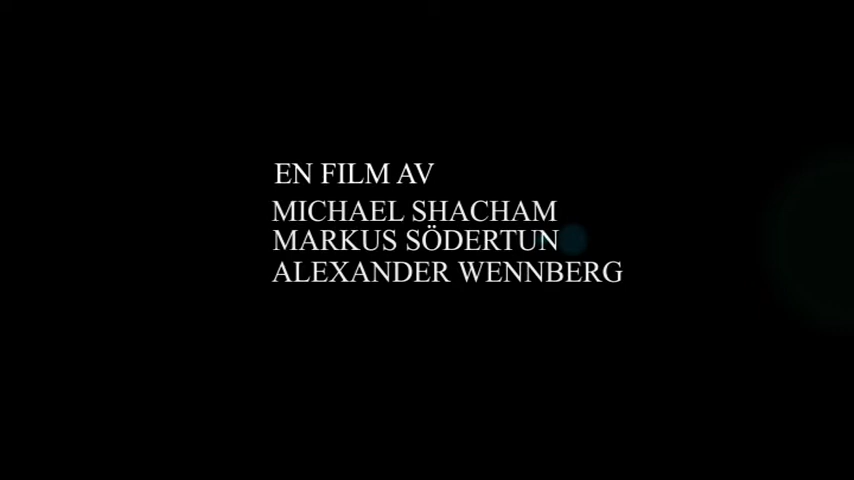 EN FILM AV
MICHAEL SHACHAM
MARKUS SÖDERTUN
ALEXANDER WENNBERG